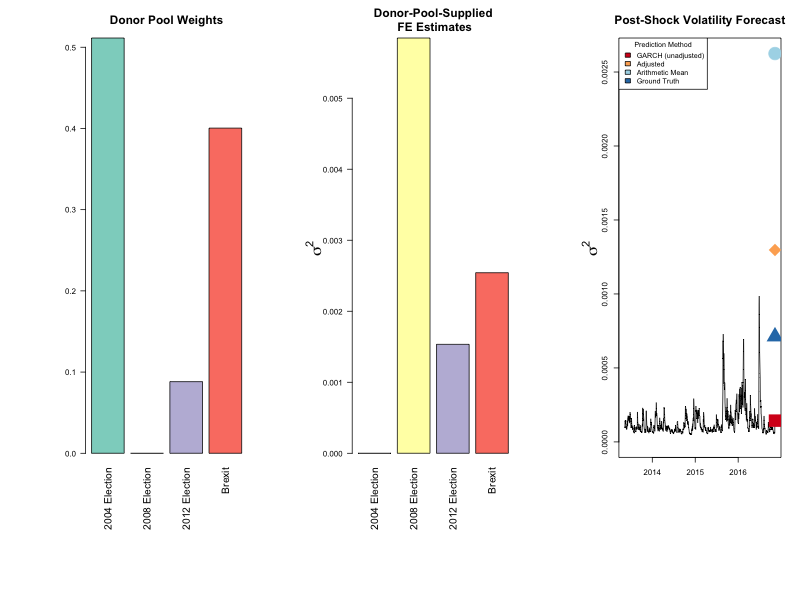 Donor Pool Weights
0.5
0.4
0.3
0.2
0.1
0.0
2004 Election
2008 Election
2012 Election
Brexit
Donor-Pool-Supplied
FE Estimates
σ2
0.005
0.004
0.003
0.002
0.001
0.000
2004 Election
2008 Election
2012 Election
Brexit
Post-Shock Volatility Forecast
σ2
0.0025
0.0020
0.0015
0.0010
0.0005
0.0000
Prediction Method
GARCH (unadjusted)
Adjusted
Arithmetic Mean
Ground Truth
2014
2015
2016